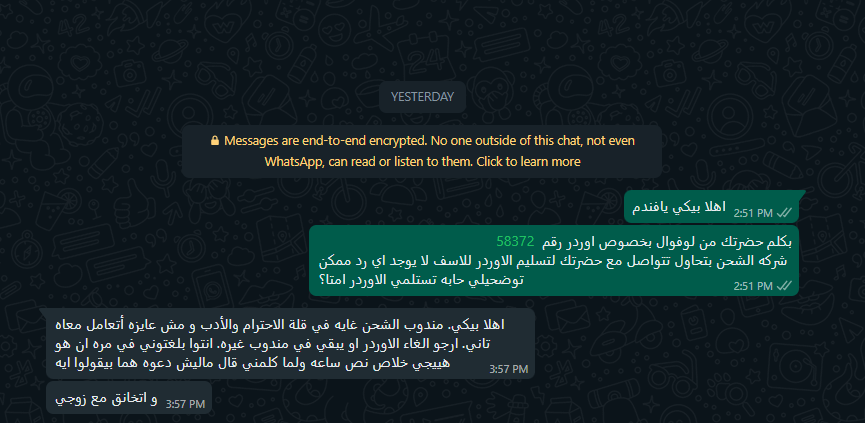 YESTERDAY
Messages are end-to-end encrypted. No one outside of this chat, not even
WhatsApp, can read or listen to them. Click to learn more
اهلا بيكي يافندم
2:51 PM
بكلم حضرتك من لوفوال بخصوص اوردر رقم 58372
شركه الشحن بتحاول تتواصل مع حضرتك لتسليم الاوردر للاسف لا يوجد اي رد ممكن
توضحيلي حابه تستلمي الاوردر امتا؟
2:51 PM
اهلا بيكي. مندوب الشحن غايه في قلة الاحترام والأدب و مش عايزه أتعامل معاه
تاني. ارجو الغاء الاوردر او يبقي في مندوب غيره. انتوا بلغتوني في مره ان هو
هييجي خلاص نص ساعه ولما كلمني قال ماليش دعوه هما بيقولوا ايه
3:57 PM
و اتخانق مع زوجي
3:57 PM